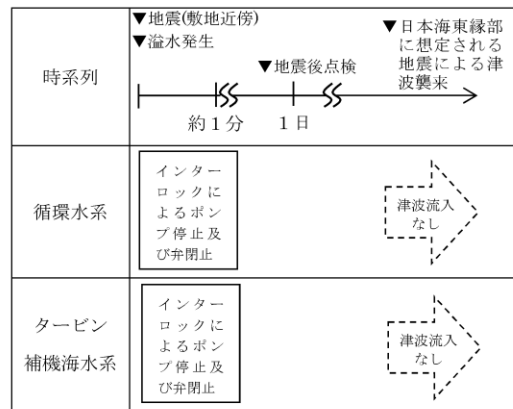 時系列
▼地震(敷地近傍)
▼溢水発生
▼地震後点検
▼日本海東縁部
に想定される
地震による津
波襲来
約1分
1日
循環水系
インター
ロックに
よるポン
プ停止及
び弁閉止
津波流入
なし
タービン
補機海水系
インター
ロックに
よるポン
プ停止及
び弁閉止
津波流入
なし